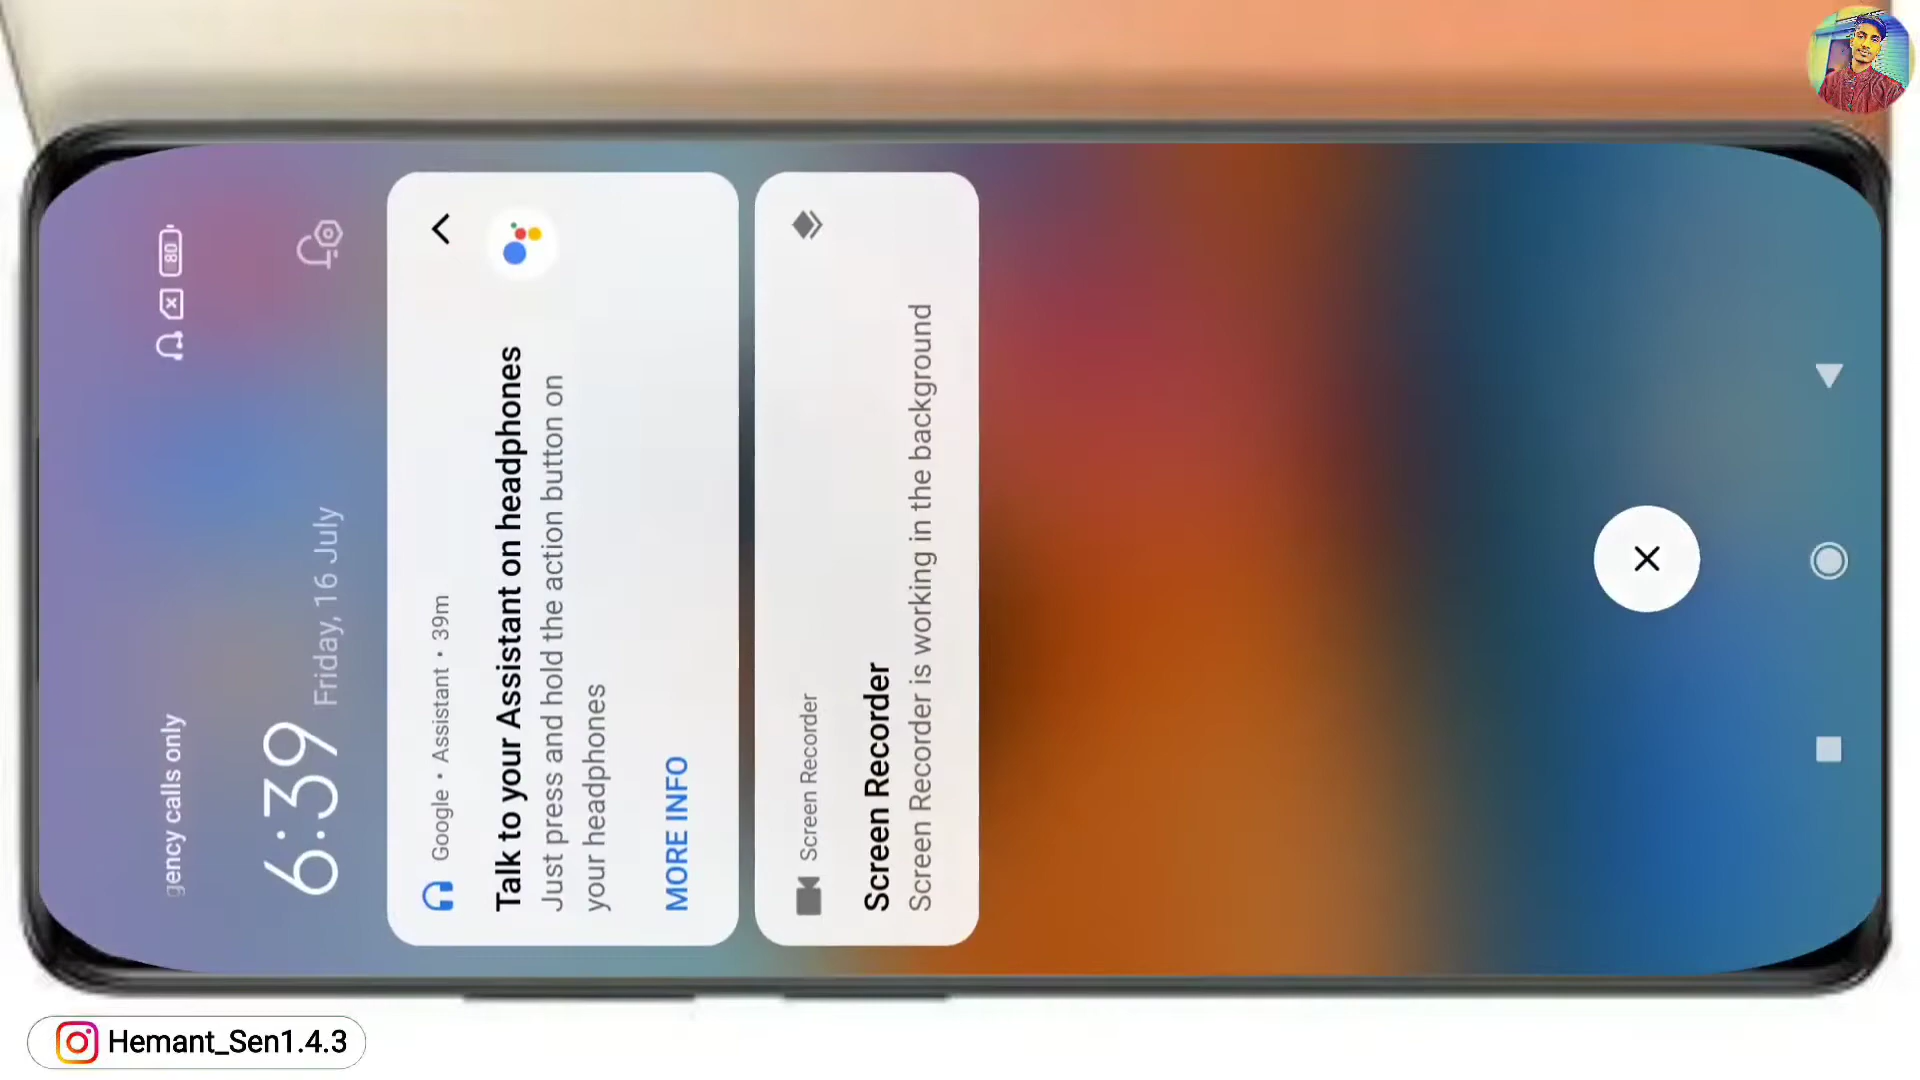 gency calls only
80
6:39
Friday, 16 July
Google • Assistant • 39m
Talk to your Assistant on headphones
Just press and hold the action button on
your headphones
MORE INFO
Screen Recorder
Screen Recorder
Screen Recorder is working in the background
Hemant_Sen1.4.3